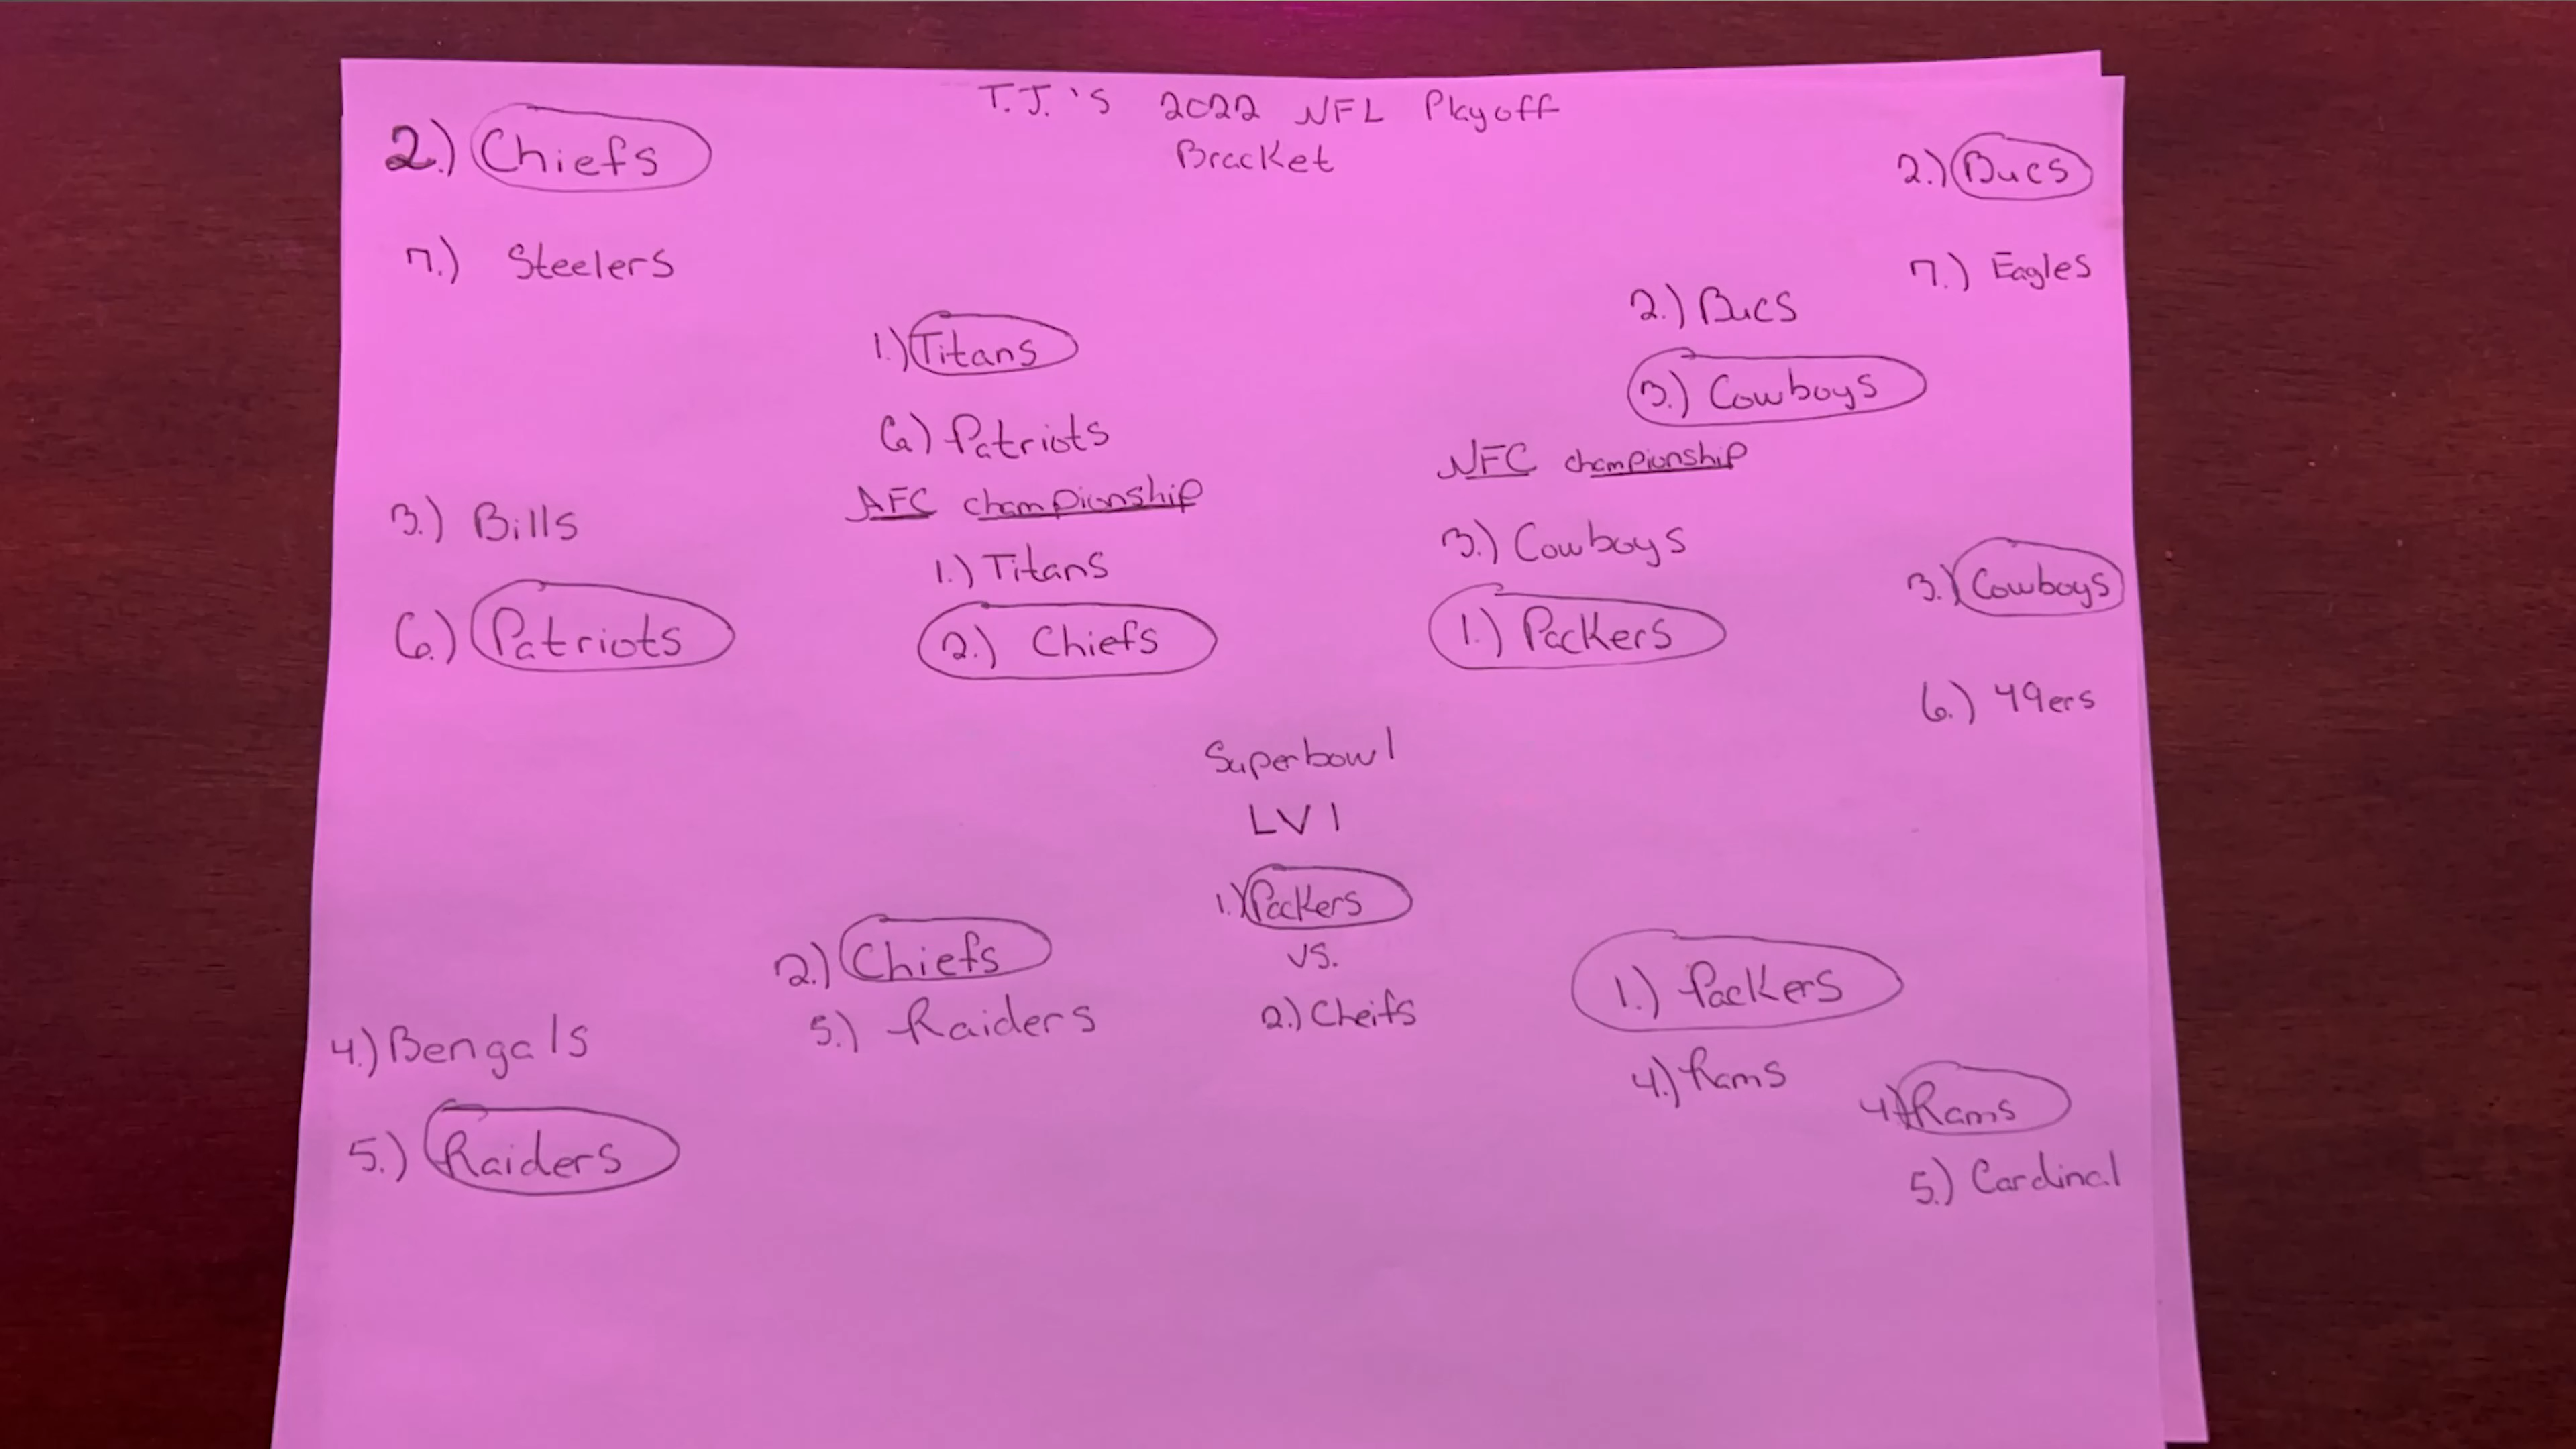 T.J.'s 2022 NFL Playoff
Bracket
2.) Chiefs
7.) Steelers
3.) Bills
6.) Patriots
4.) Bengals
5.) Raiders
1.) Titans
6.) Patriots
AFC championship
1.) Titans
2.) Chiefs
2.) Chiefs
5.) Raiders
Superbowl
LVI
1.) Packers
vs.
2.) Cheifs
2.) Bucs
3.) Cowboys
NFC championship
3.) Cowboys
1.) Packers
1.) Packers
4.) Rams
2.) Bucs
7.) Eagles
3.) Cowboys
6.) 49ers
4.) Rams
5.) Cardinal